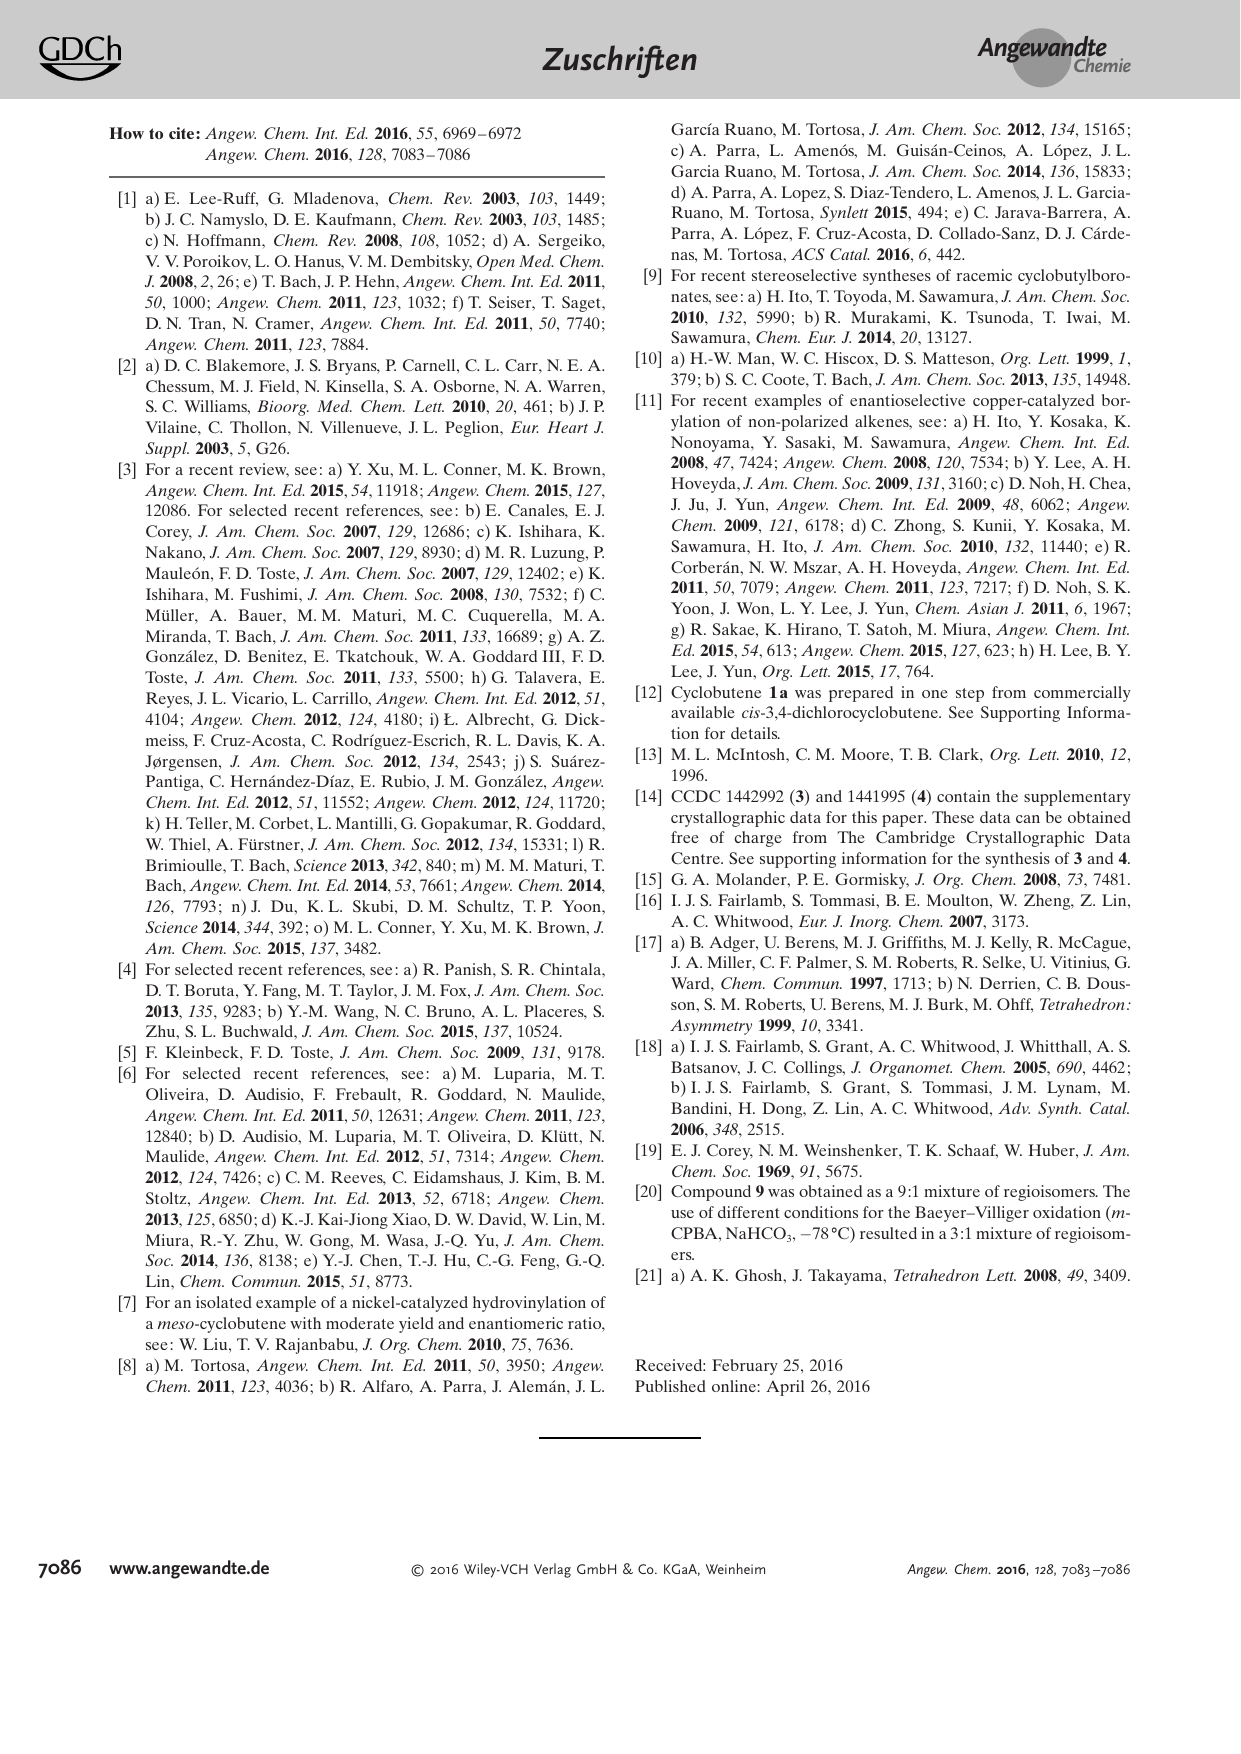 GDCh
Zuschriften
Angewandte
Chemie
How to cite: Angew. Chem. Int. Ed. 2016, 55, 6969–6972
Angew. Chem. 2016, 128, 7083–7086
[1] a) E. Lee-Ruff, G. Mladenova, Chem. Rev. 2003, 103, 1449;
b) J. C. Namyslo, D. E. Kaufmann, Chem. Rev. 2003, 103, 1485;
c) N. Hoffmann, Chem. Rev. 2008, 108, 1052; d) A. Sergeiko,
V. V. Poroikov, L. O. Hanus, V. M. Dembitsky, Open Med. Chem.
J. 2008, 2, 26; e) T. Bach, J. P. Hehn, Angew. Chem. Int. Ed. 2011,
50, 1000; Angew. Chem. 2011, 123, 1032; f) T. Seiser, T. Saget,
D. N. Tran, N. Cramer, Angew. Chem. Int. Ed. 2011, 50, 7740;
Angew. Chem. 2011, 123, 7884.
[2] a) D. C. Blakemore, J. S. Bryans, P. Carnell, C. L. Carr, N. E. A.
Chessum, M. J. Field, N. Kinsella, S. A. Osborne, N. A. Warren,
S. C. Williams, Bioorg. Med. Chem. Lett. 2010, 20, 461; b) J. P.
Vilaine, C. Thollon, N. Villenueve, J. L. Peglion, Eur. Heart J.
Suppl. 2003, 5, G26.
[3] For a recent review, see: a) Y. Xu, M. L. Conner, M. K. Brown,
Angew. Chem. Int. Ed. 2015, 54, 11918; Angew. Chem. 2015, 127,
12086. For selected recent references, see: b) E. Canales, E. J.
Corey, J. Am. Chem. Soc. 2007, 129, 12686; c) K. Ishihara, K.
Nakano, J. Am. Chem. Soc. 2007, 129, 8930; d) M. R. Luzung, P.
Mauleón, F. D. Toste, J. Am. Chem. Soc. 2007, 129, 12402; e) K.
Ishihara, M. Fushimi, J. Am. Chem. Soc. 2008, 130, 7532; f) C.
Müller, A. Bauer, M. M. Maturi, M. C. Cuquerella, M. A.
Miranda, T. Bach, J. Am. Chem. Soc. 2011, 133, 16689; g) A. Z.
González, D. Benitez, E. Tkatchouk, W. A. Goddard III, F. D.
Toste, J. Am. Chem. Soc. 2011, 133, 5500; h) G. Talavera, E.
Reyes, J. L. Vicario, L. Carrillo, Angew. Chem. Int. Ed. 2012, 51,
4104; Angew. Chem. 2012, 124, 4180; i) Ł. Albrecht, G. Dick-
meiss, F. Cruz-Acosta, C. Rodríguez-Escrich, R. L. Davis, K. A.
Jørgensen, J. Am. Chem. Soc. 2012, 134, 2543; j) S. Suárez-
Pantiga, C. Hernández-Díaz, E. Rubio, J. M. González, Angew.
Chem. Int. Ed. 2012, 51, 11552; Angew. Chem. 2012, 124, 11720;
k) H. Teller, M. Corbet, L. Mantilli, G. Gopakumar, R. Goddard,
W. Thiel, A. Fürstner, J. Am. Chem. Soc. 2012, 134, 15331; l) R.
Brimioulle, T. Bach, Science 2013, 342, 840; m) M. M. Maturi, T.
Bach, Angew. Chem. Int. Ed. 2014, 53, 7661; Angew. Chem. 2014,
126, 7793; n) J. Du, K. L. Skubi, D. M. Schultz, T. P. Yoon,
Science 2014, 344, 392; o) M. L. Conner, Y. Xu, M. K. Brown, J.
Am. Chem. Soc. 2015, 137, 3482.
[4] For selected recent references, see: a) R. Panish, S. R. Chintala,
D. T. Boruta, Y. Fang, M. T. Taylor, J. M. Fox, J. Am. Chem. Soc.
2013, 135, 9283; b) Y.-M. Wang, N. C. Bruno, A. L. Placeres, S.
Zhu, S. L. Buchwald, J. Am. Chem. Soc. 2015, 137, 10524.
[5] F. Kleinbeck, F. D. Toste, J. Am. Chem. Soc. 2009, 131, 9178.
[6] For selected recent references, see: a) M. Luparia, M. T.
Oliveira, D. Audisio, F. Frebault, R. Goddard, N. Maulide,
Angew. Chem. Int. Ed. 2011, 50, 12631; Angew. Chem. 2011, 123,
12840; b) D. Audisio, M. Luparia, M. T. Oliveira, D. Klütt, N.
Maulide, Angew. Chem. Int. Ed. 2012, 51, 7314; Angew. Chem.
2012, 124, 7426; c) C. M. Reeves, C. Eidamshaus, J. Kim, B. M.
Stoltz, Angew. Chem. Int. Ed. 2013, 52, 6718; Angew. Chem.
2013, 125, 6850; d) K.-J. Kai-Jiong Xiao, D. W. David, W. Lin, M.
Miura, R.-Y. Zhu, W. Gong, M. Wasa, J.-Q. Yu, J. Am. Chem.
Soc. 2014, 136, 8138; e) Y.-J. Chen, T.-J. Hu, C.-G. Feng, G.-Q.
Lin, Chem. Commun. 2015, 51, 8773.
[7] For an isolated example of a nickel-catalyzed hydrovinylation of
a meso-cyclobutene with moderate yield and enantiomeric ratio,
see: W. Liu, T. V. Rajanbabu, J. Org. Chem. 2010, 75, 7636.
[8] a) M. Tortosa, Angew. Chem. Int. Ed. 2011, 50, 3950; Angew.
Chem. 2011, 123, 4036; b) R. Alfaro, A. Parra, J. Alemán, J. L.
García Ruano, M. Tortosa, J. Am. Chem. Soc. 2012, 134, 15165;
c) A. Parra, L. Amenós, M. Guisán-Ceinos, A. López, J. L.
Garcia Ruano, M. Tortosa, J. Am. Chem. Soc. 2014, 136, 15833;
d) A. Parra, A. Lopez, S. Diaz-Tendero, L. Amenos, J. L. Garcia-
Ruano, M. Tortosa, Synlett 2015, 494; e) C. Jarava-Barrera, A.
Parra, A. López, F. Cruz-Acosta, D. Collado-Sanz, D. J. Cárde-
nas, M. Tortosa, ACS Catal. 2016, 6, 442.
[9] For recent stereoselective syntheses of racemic cyclobutylboro-
nates, see: a) H. Ito, T. Toyoda, M. Sawamura, J. Am. Chem. Soc.
2010, 132, 5990; b) R. Murakami, K. Tsunoda, T. Iwai, M.
Sawamura, Chem. Eur. J. 2014, 20, 13127.
[10] a) H.-W. Man, W. C. Hiscox, D. S. Matteson, Org. Lett. 1999, 1,
379; b) S. C. Coote, T. Bach, J. Am. Chem. Soc. 2013, 135, 14948.
[11] For recent examples of enantioselective copper-catalyzed bor-
ylation of non-polarized alkenes, see: a) H. Ito, Y. Kosaka, K.
Nonoyama, Y. Sasaki, M. Sawamura, Angew. Chem. Int. Ed.
2008, 47, 7424; Angew. Chem. 2008, 120, 7534; b) Y. Lee, A. H.
Hoveyda, J. Am. Chem. Soc. 2009, 131, 3160; c) D. Noh, H. Chea,
J. Ju, J. Yun, Angew. Chem. Int. Ed. 2009, 48, 6062; Angew.
Chem. 2009, 121, 6178; d) C. Zhong, S. Kunii, Y. Kosaka, M.
Sawamura, H. Ito, J. Am. Chem. Soc. 2010, 132, 11440; e) R.
Corberán, N. W. Mszar, A. H. Hoveyda, Angew. Chem. Int. Ed.
2011, 50, 7079; Angew. Chem. 2011, 123, 7217; f) D. Noh, S. K.
Yoon, J. Won, L. Y. Lee, J. Yun, Chem. Asian J. 2011, 6, 1967;
g) R. Sakae, K. Hirano, T. Satoh, M. Miura, Angew. Chem. Int.
Ed. 2015, 54, 613; Angew. Chem. 2015, 127, 623; h) H. Lee, B. Y.
Lee, J. Yun, Org. Lett. 2015, 17, 764.
[12] Cyclobutene 1a was prepared in one step from commercially
available cis-3,4-dichlorocyclobutene. See Supporting Informa-
tion for details.
[13] M. L. McIntosh, C. M. Moore, T. B. Clark, Org. Lett. 2010, 12,
1996.
[14] CCDC 1442992 (3) and 1441995 (4) contain the supplementary
crystallographic data for this paper. These data can be obtained
free of charge from The Cambridge Crystallographic Data
Centre. See supporting information for the synthesis of 3 and 4.
[15] G. A. Molander, P. E. Gormisky, J. Org. Chem. 2008, 73, 7481.
[16] I. J. S. Fairlamb, S. Tommasi, B. E. Moulton, W. Zheng, Z. Lin,
A. C. Whitwood, Eur. J. Inorg. Chem. 2007, 3173.
[17] a) B. Adger, U. Berens, M. J. Griffiths, M. J. Kelly, R. McCague,
J. A. Miller, C. F. Palmer, S. M. Roberts, R. Selke, U. Vitinius, G.
Ward, Chem. Commun. 1997, 1713; b) N. Derrien, C. B. Dous-
son, S. M. Roberts, U. Berens, M. J. Burk, M. Ohff, Tetrahedron:
Asymmetry 1999, 10, 3341.
[18] a) I. J. S. Fairlamb, S. Grant, A. C. Whitwood, J. Whitthall, A. S.
Batsanov, J. C. Collings, J. Organomet. Chem. 2005, 690, 4462;
b) I. J. S. Fairlamb, S. Grant, S. Tommasi, J. M. Lynam, M.
Bandini, H. Dong, Z. Lin, A. C. Whitwood, Adv. Synth. Catal.
2006, 348, 2515.
[19] E. J. Corey, N. M. Weinshenker, T. K. Schaaf, W. Huber, J. Am.
Chem. Soc. 1969, 91, 5675.
[20] Compound 9 was obtained as a 9:1 mixture of regioisomers. The
use of different conditions for the Baeyer–Villiger oxidation (m-
CPBA, NaHCO₃, −78 °C) resulted in a 3:1 mixture of regioisom-
ers.
[21] a) A. K. Ghosh, J. Takayama, Tetrahedron Lett. 2008, 49, 3409.
Received: February 25, 2016
Published online: April 26, 2016
7086 www.angewandte.de © 2016 Wiley-VCH Verlag GmbH & Co. KGaA, Weinheim Angew. Chem. 2016, 128, 7083–7086